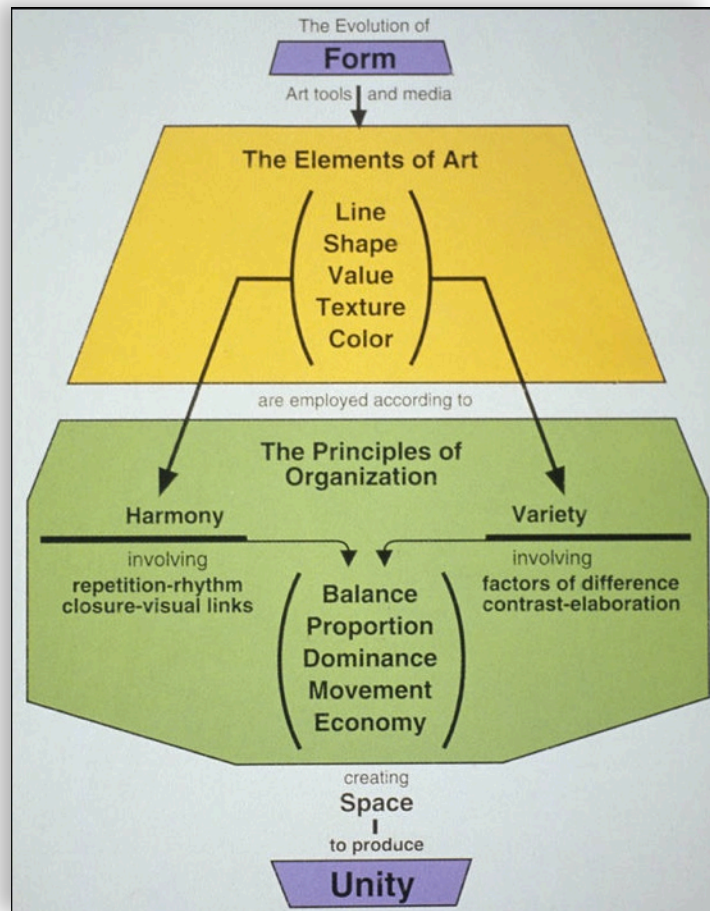 The Evolution of
Form
Art tools and media
The Elements of Art
Line
Shape
Value
Texture
Color
are employed according to
The Principles of
Organization
Harmony
involving
repetition-rhythm
closure-visual links
Variety
involving
factors of difference
contrast-elaboration
Balance
Proportion
Dominance
Movement
Economy
creating
Space
to produce
Unity